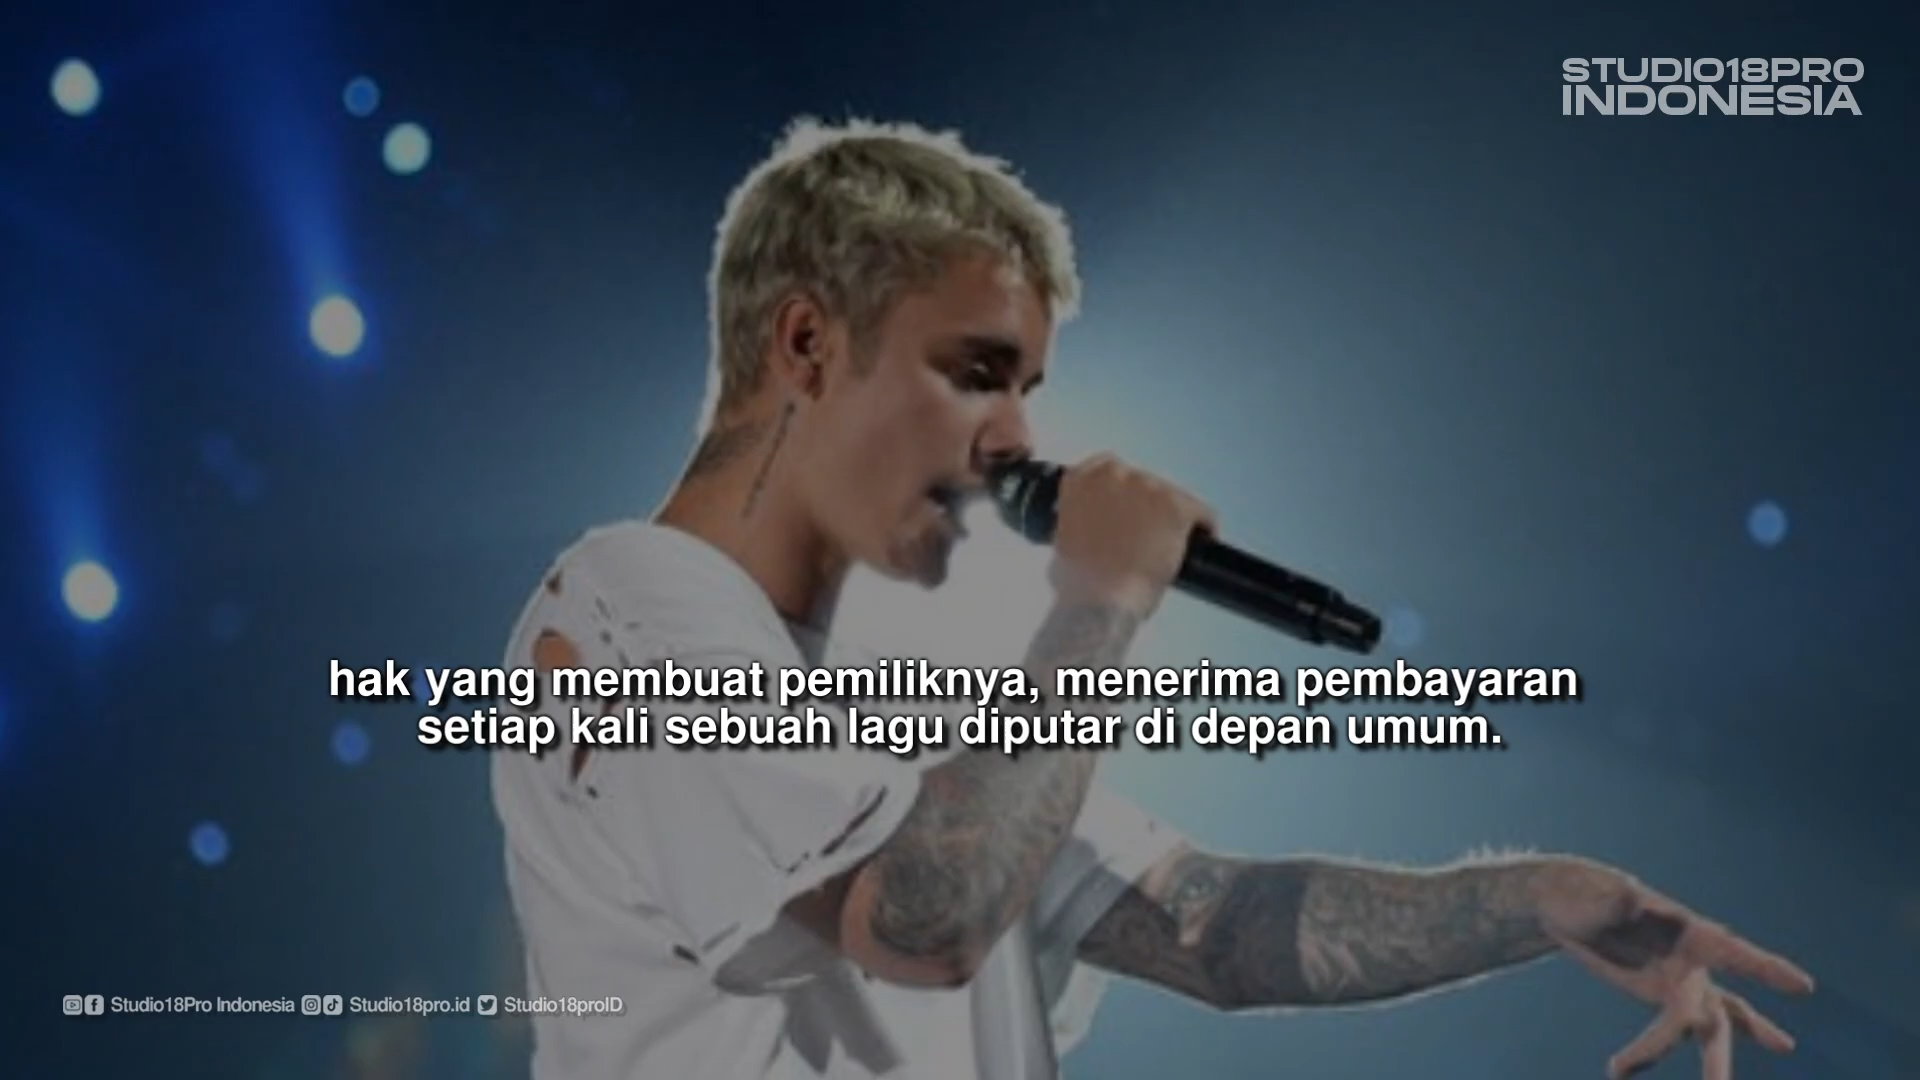 STUDIO18PRO
INDONESIA
hak yang membuat pemiliknya, menerima pembayaran
setiap kali sebuah lagu diputar di depan umum.
Studio18Pro Indonesia Studio18pro.id Studio18proID